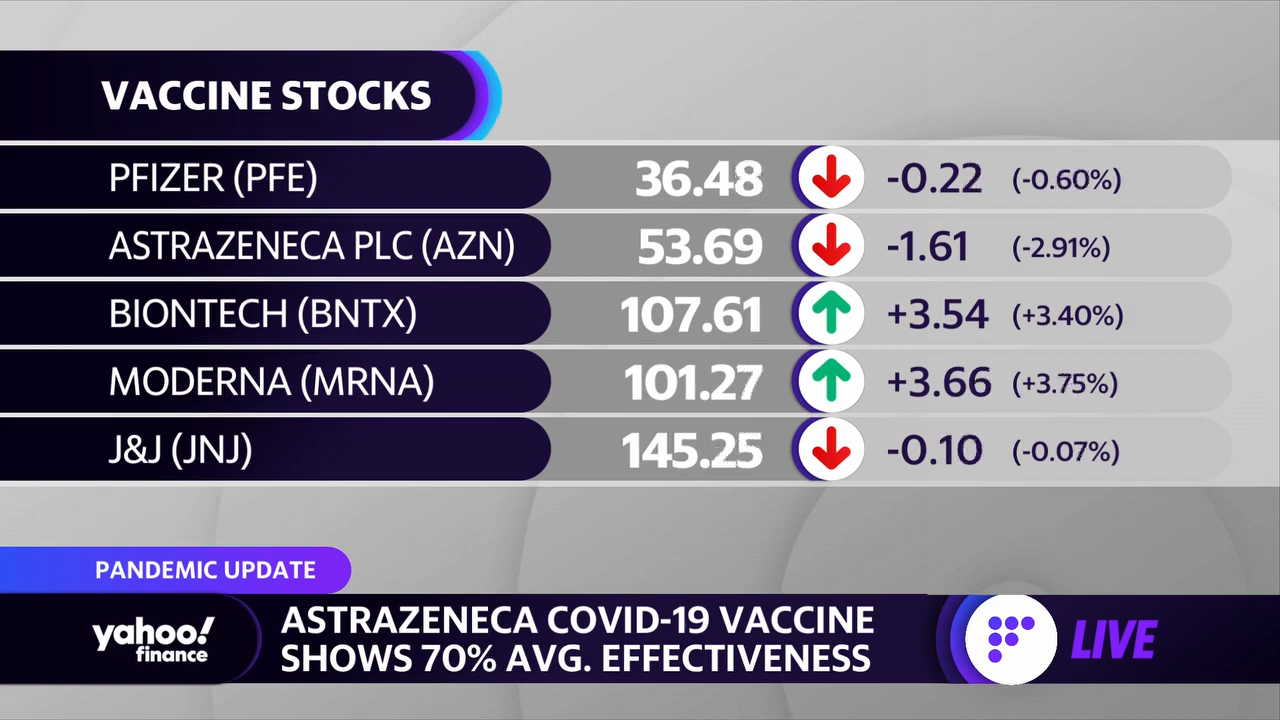 VACCINE STOCKS
PFIZER (PFE) 36.48 -0.22 (-0.60%)
ASTRAZENECA PLC (AZN) 53.69 -1.61 (-2.91%)
BIONTECH (BNTX) 107.61 +3.54 (+3.40%)
MODERNA (MRNA) 101.27 +3.66 (+3.75%)
J&J (JNJ) 145.25 -0.10 (-0.07%)
PANDEMIC UPDATE
yahoo!
finance
ASTRAZENECA COVID-19 VACCINE
SHOWS 70% AVG. EFFECTIVENESS
LIVE